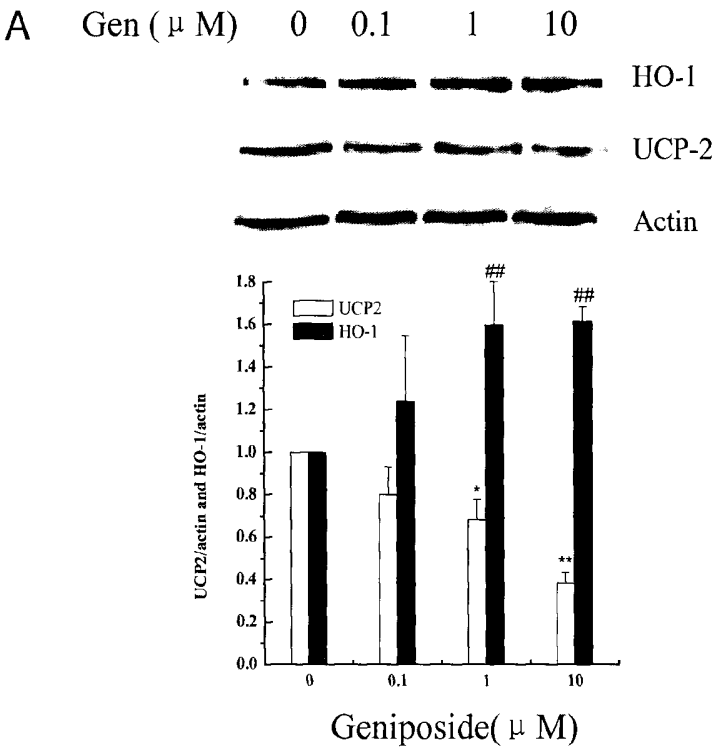 A
Gen ( μ M) 0 0.1 1 10
HO-1
UCP-2
Actin
UCP2/actin and HO-1/actin
1.8
1.6
1.4
1.2
1.0
0.8
0.6
0.4
0.2
0.0
UCP2
HO-1
##
##
*
**
0 0.1 1 10
Geniposide( μ M)